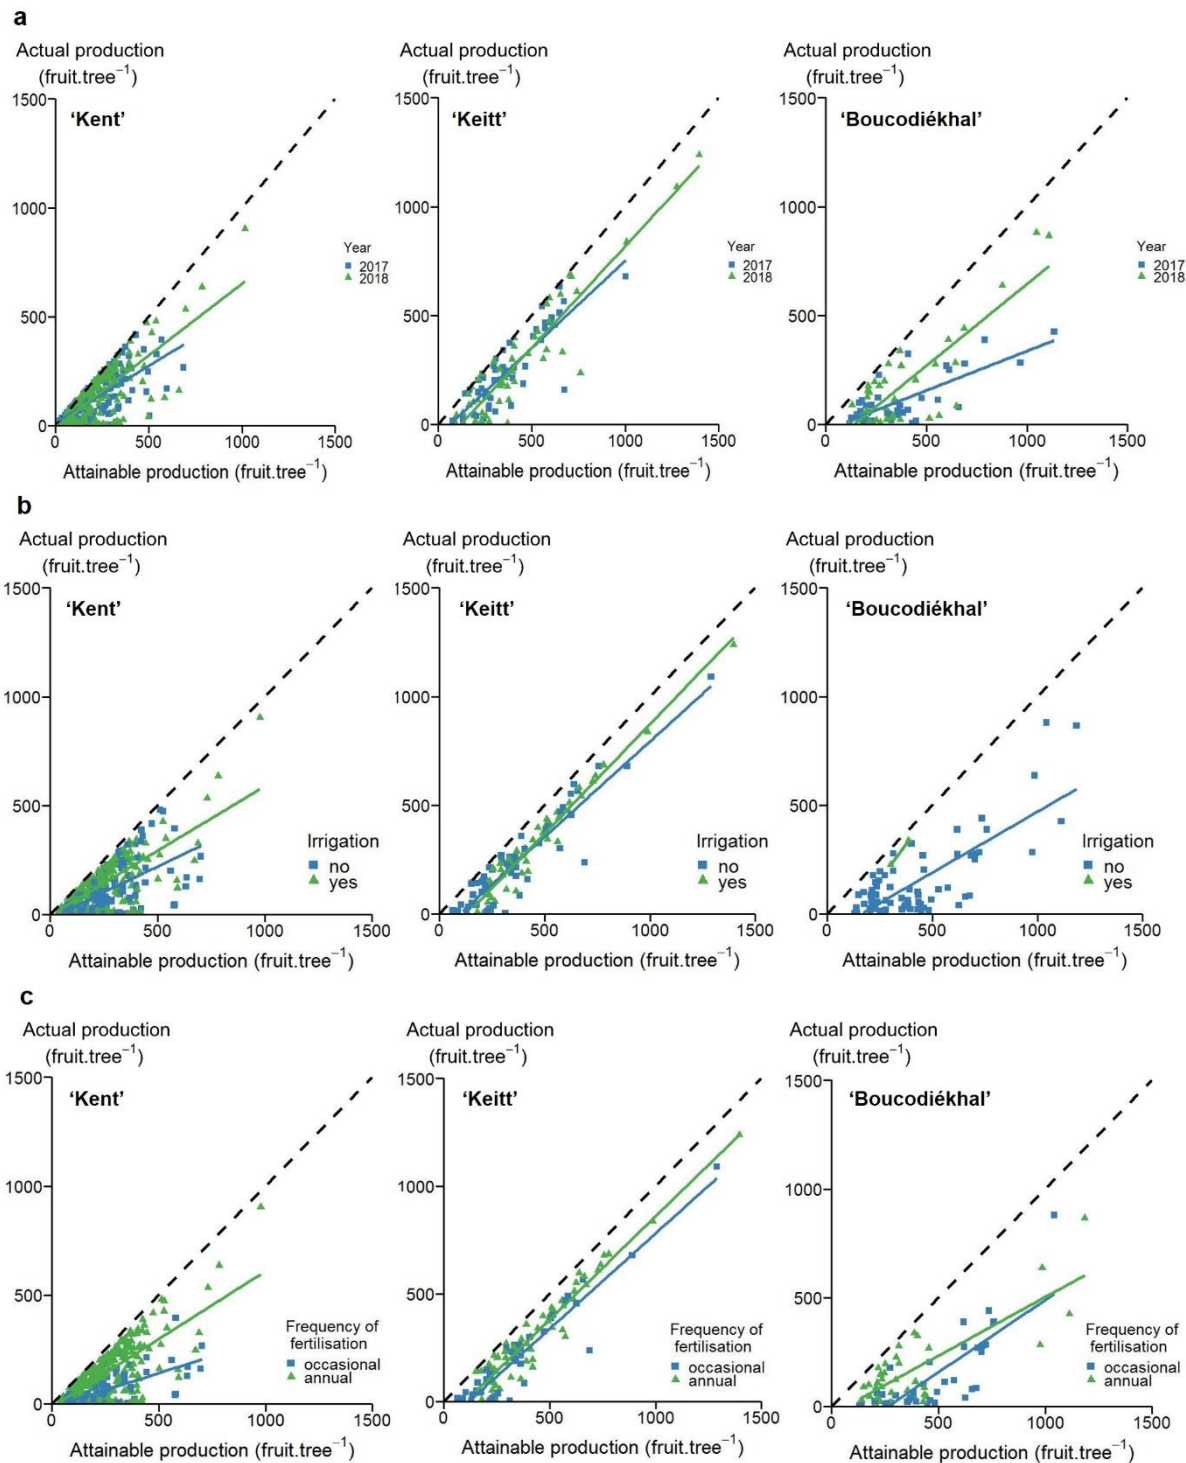 a
Actual production
(fruit.tree⁻¹)
1500
1000
500
0
'Kent'
Year
2017
2018
0 500 1000 1500
Attainable production (fruit.tree⁻¹)
Actual production
(fruit.tree⁻¹)
1500
1000
500
0
'Keitt'
Year
2017
2018
0 500 1000 1500
Attainable production (fruit.tree⁻¹)
Actual production
(fruit.tree⁻¹)
1500
1000
500
0
'Boucodiékhal'
Year
2017
2018
0 500 1000 1500
Attainable production (fruit.tree⁻¹)
b
Actual production
(fruit.tree⁻¹)
1500
1000
500
0
'Kent'
Irrigation
no
yes
0 500 1000 1500
Attainable production (fruit.tree⁻¹)
Actual production
(fruit.tree⁻¹)
1500
1000
500
0
'Keitt'
Irrigation
no
yes
0 500 1000 1500
Attainable production (fruit.tree⁻¹)
Actual production
(fruit.tree⁻¹)
1500
1000
500
0
'Boucodiékhal'
Irrigation
no
yes
0 500 1000 1500
Attainable production (fruit.tree⁻¹)
c
Actual production
(fruit.tree⁻¹)
1500
1000
500
0
'Kent'
Frequency of
fertilisation
occasional
annual
0 500 1000 1500
Attainable production (fruit.tree⁻¹)
Actual production
(fruit.tree⁻¹)
1500
1000
500
0
'Keitt'
Frequency of
fertilisation
occasional
annual
0 500 1000 1500
Attainable production (fruit.tree⁻¹)
Actual production
(fruit.tree⁻¹)
1500
1000
500
0
'Boucodiékhal'
Frequency of
fertilisation
occasional
annual
0 500 1000 1500
Attainable production (fruit.tree⁻¹)